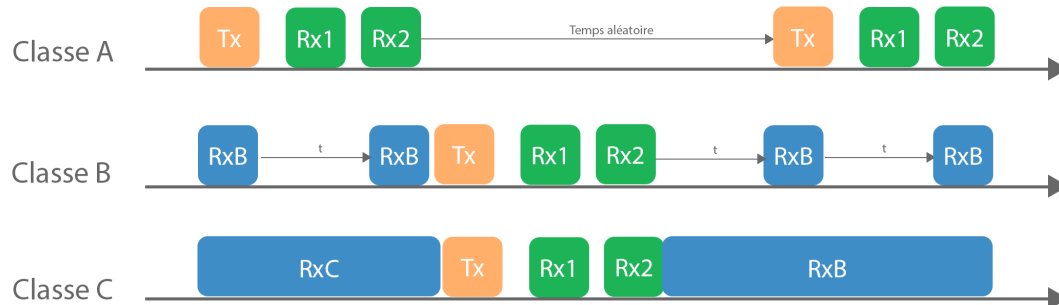 Classe A
Tx Rx1 Rx2 Temps aléatoire Tx Rx1 Rx2
Classe B
RxB t RxB Tx Rx1 Rx2 t RxB t RxB
Classe C
RxC Tx Rx1 Rx2 RxB